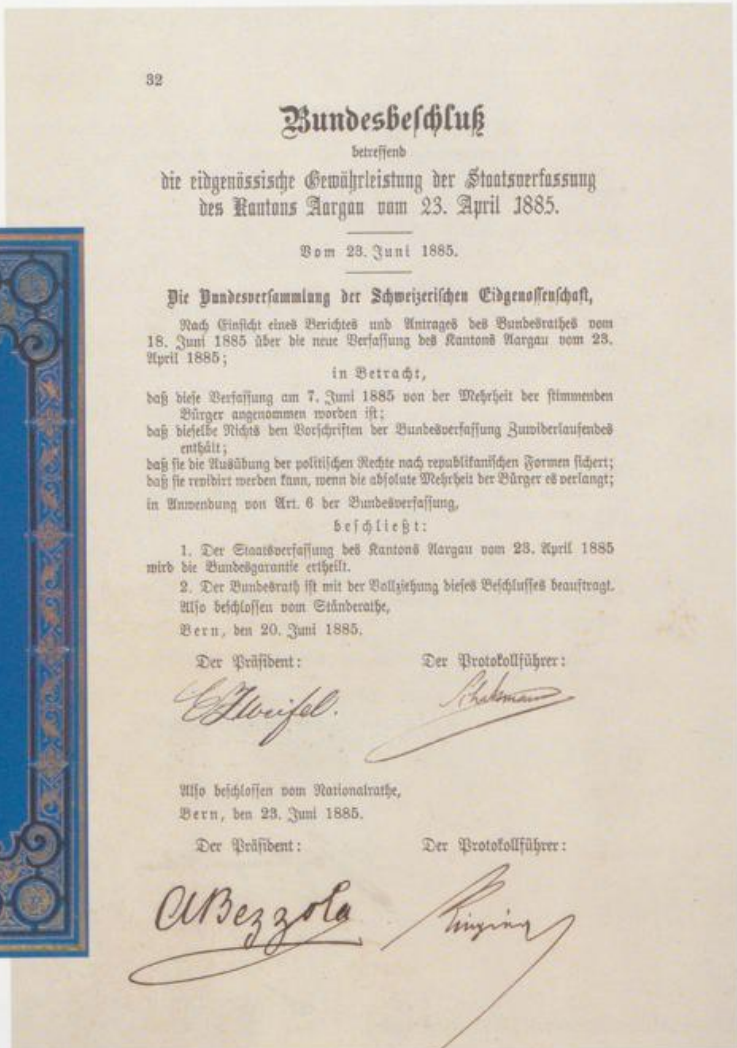 32
Bundesbeschluß
betreffend
die eidgenössische Gewährleistung der Staatsverfassung
des Kantons Aargau vom 23. April 1885.
Vom 23. Juni 1885.
Die Bundesversammlung der Schweizerischen Eidgenossenschaft,
Nach Einsicht eines Berichtes und Antrages des Bundesrathes vom
18. Juni 1885 über die neue Verfassung des Kantons Aargau vom 23.
April 1885;
in Betracht,
daß diese Verfassung am 7. Juni 1885 von der Mehrheit der stimmenden
Bürger angenommen worden ist;
daß dieselbe Nichts den Vorschriften der Bundesverfassung Zuwiderlaufendes
enthält;
daß sie die Ausübung der politischen Rechte nach republikanischen Formen sichert;
daß sie revidirt werden kann, wenn die absolute Mehrheit der Bürger es verlangt;
in Anwendung von Art. 6 der Bundesverfassung,
beschließt:
1. Der Staatsverfassung des Kantons Aargau vom 23. April 1885
wird die Bundesgarantie ertheilt.
2. Der Bundesrath ist mit der Vollziehung dieses Beschlusses beauftragt.
Also beschlossen vom Ständerathe,
Bern, den 20. Juni 1885.
Der Präsident: Der Protokollführer:
Zweifel.
Also beschlossen vom Nationalrathe,
Bern, den 23. Juni 1885.
Der Präsident: Der Protokollführer:
A Bezzola